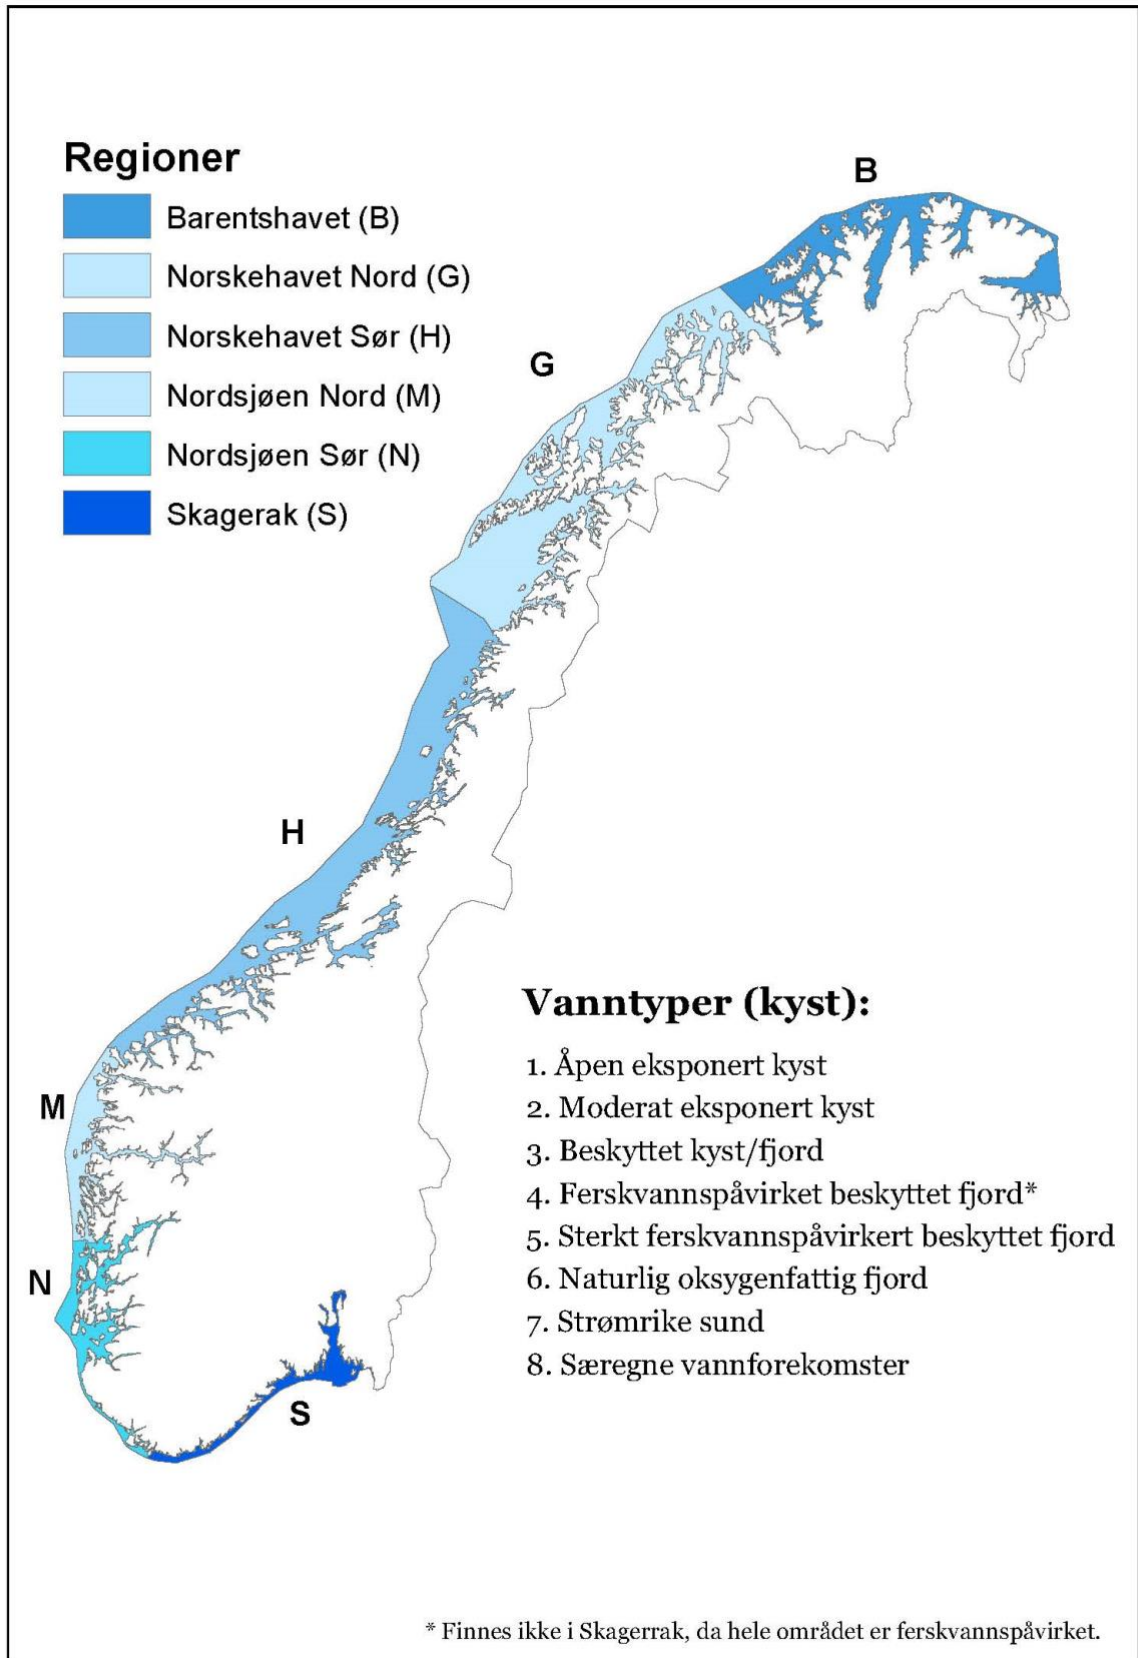 Regioner
Barentshavet (B)
Norskehavet Nord (G)
Norskehavet Sør (H)
Nordsjøen Nord (M)
Nordsjøen Sør (N)
Skagerak (S)
B
G
H
M
N
S
Vanntyper (kyst):
1. Åpen eksponert kyst
2. Moderat eksponert kyst
3. Beskyttet kyst/fjord
4. Ferskvannspåvirket beskyttet fjord*
5. Sterkt ferskvannspåvirkert beskyttet fjord
6. Naturlig oksygenfattig fjord
7. Strømrike sund
8. Særegne vannforekomster
* Finnes ikke i Skagerrak, da hele området er ferskvannspåvirket.